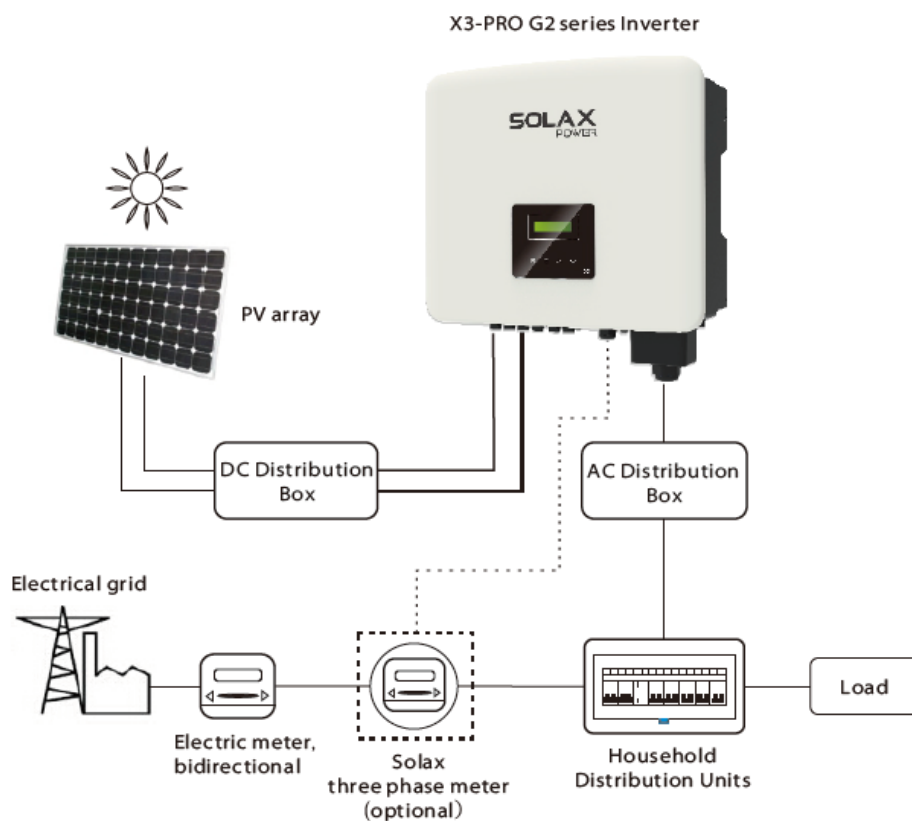 X3-PRO G2 series Inverter
SOLAX
POWER
PV array
DC Distribution
Box
AC Distribution
Box
Electrical grid
Electric meter,
bidirectional
Solax
three phase meter
(optional)
Household
Distribution Units
Load